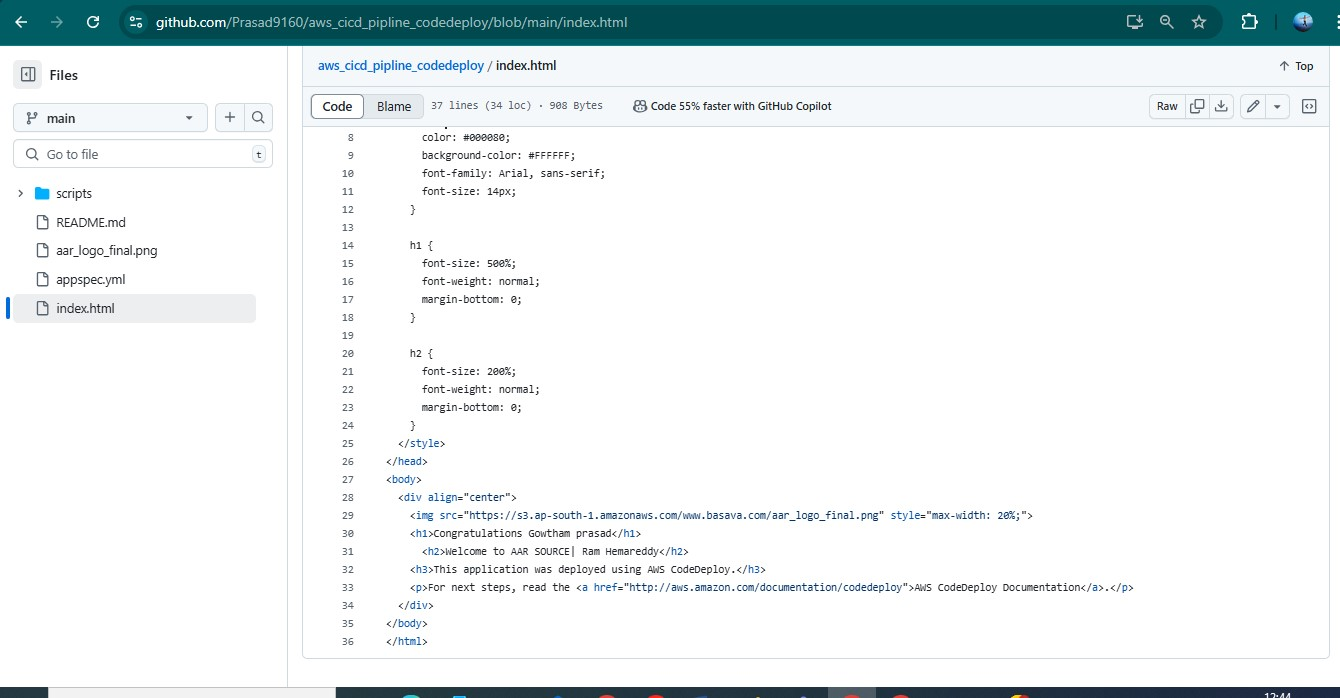 github.com/Prasad9160/aws_cicd_pipline_codedeploy/blob/main/index.html
Files
main
Go to file
t
scripts
README.md
aar_logo_final.png
appspec.yml
index.html
aws_cicd_pipline_codedeploy / index.html
Top
Code Blame 37 lines (34 loc) · 908 Bytes Code 55% faster with GitHub Copilot Raw
8 color: #000080;
9 background-color: #FFFFFF;
10 font-family: Arial, sans-serif;
11 font-size: 14px;
12 }
13
14 h1 {
15 font-size: 500%;
16 font-weight: normal;
17 margin-bottom: 0;
18 }
19
20 h2 {
21 font-size: 200%;
22 font-weight: normal;
23 margin-bottom: 0;
24 }
25 </style>
26 </head>
27 <body>
28 <div align="center">
29 <img src="https://s3.ap-south-1.amazonaws.com/www.basava.com/aar_logo_final.png" style="max-width: 20%;">
30 <h1>Congratulations Gowtham prasad</h1>
31 <h2>Welcome to AAR SOURCE| Ram Hemareddy</h2>
32 <h3>This application was deployed using AWS CodeDeploy.</h3>
33 <p>For next steps, read the <a href="http://aws.amazon.com/documentation/codedeploy">AWS CodeDeploy Documentation</a>.</p>
34 </div>
35 </body>
36 </html>